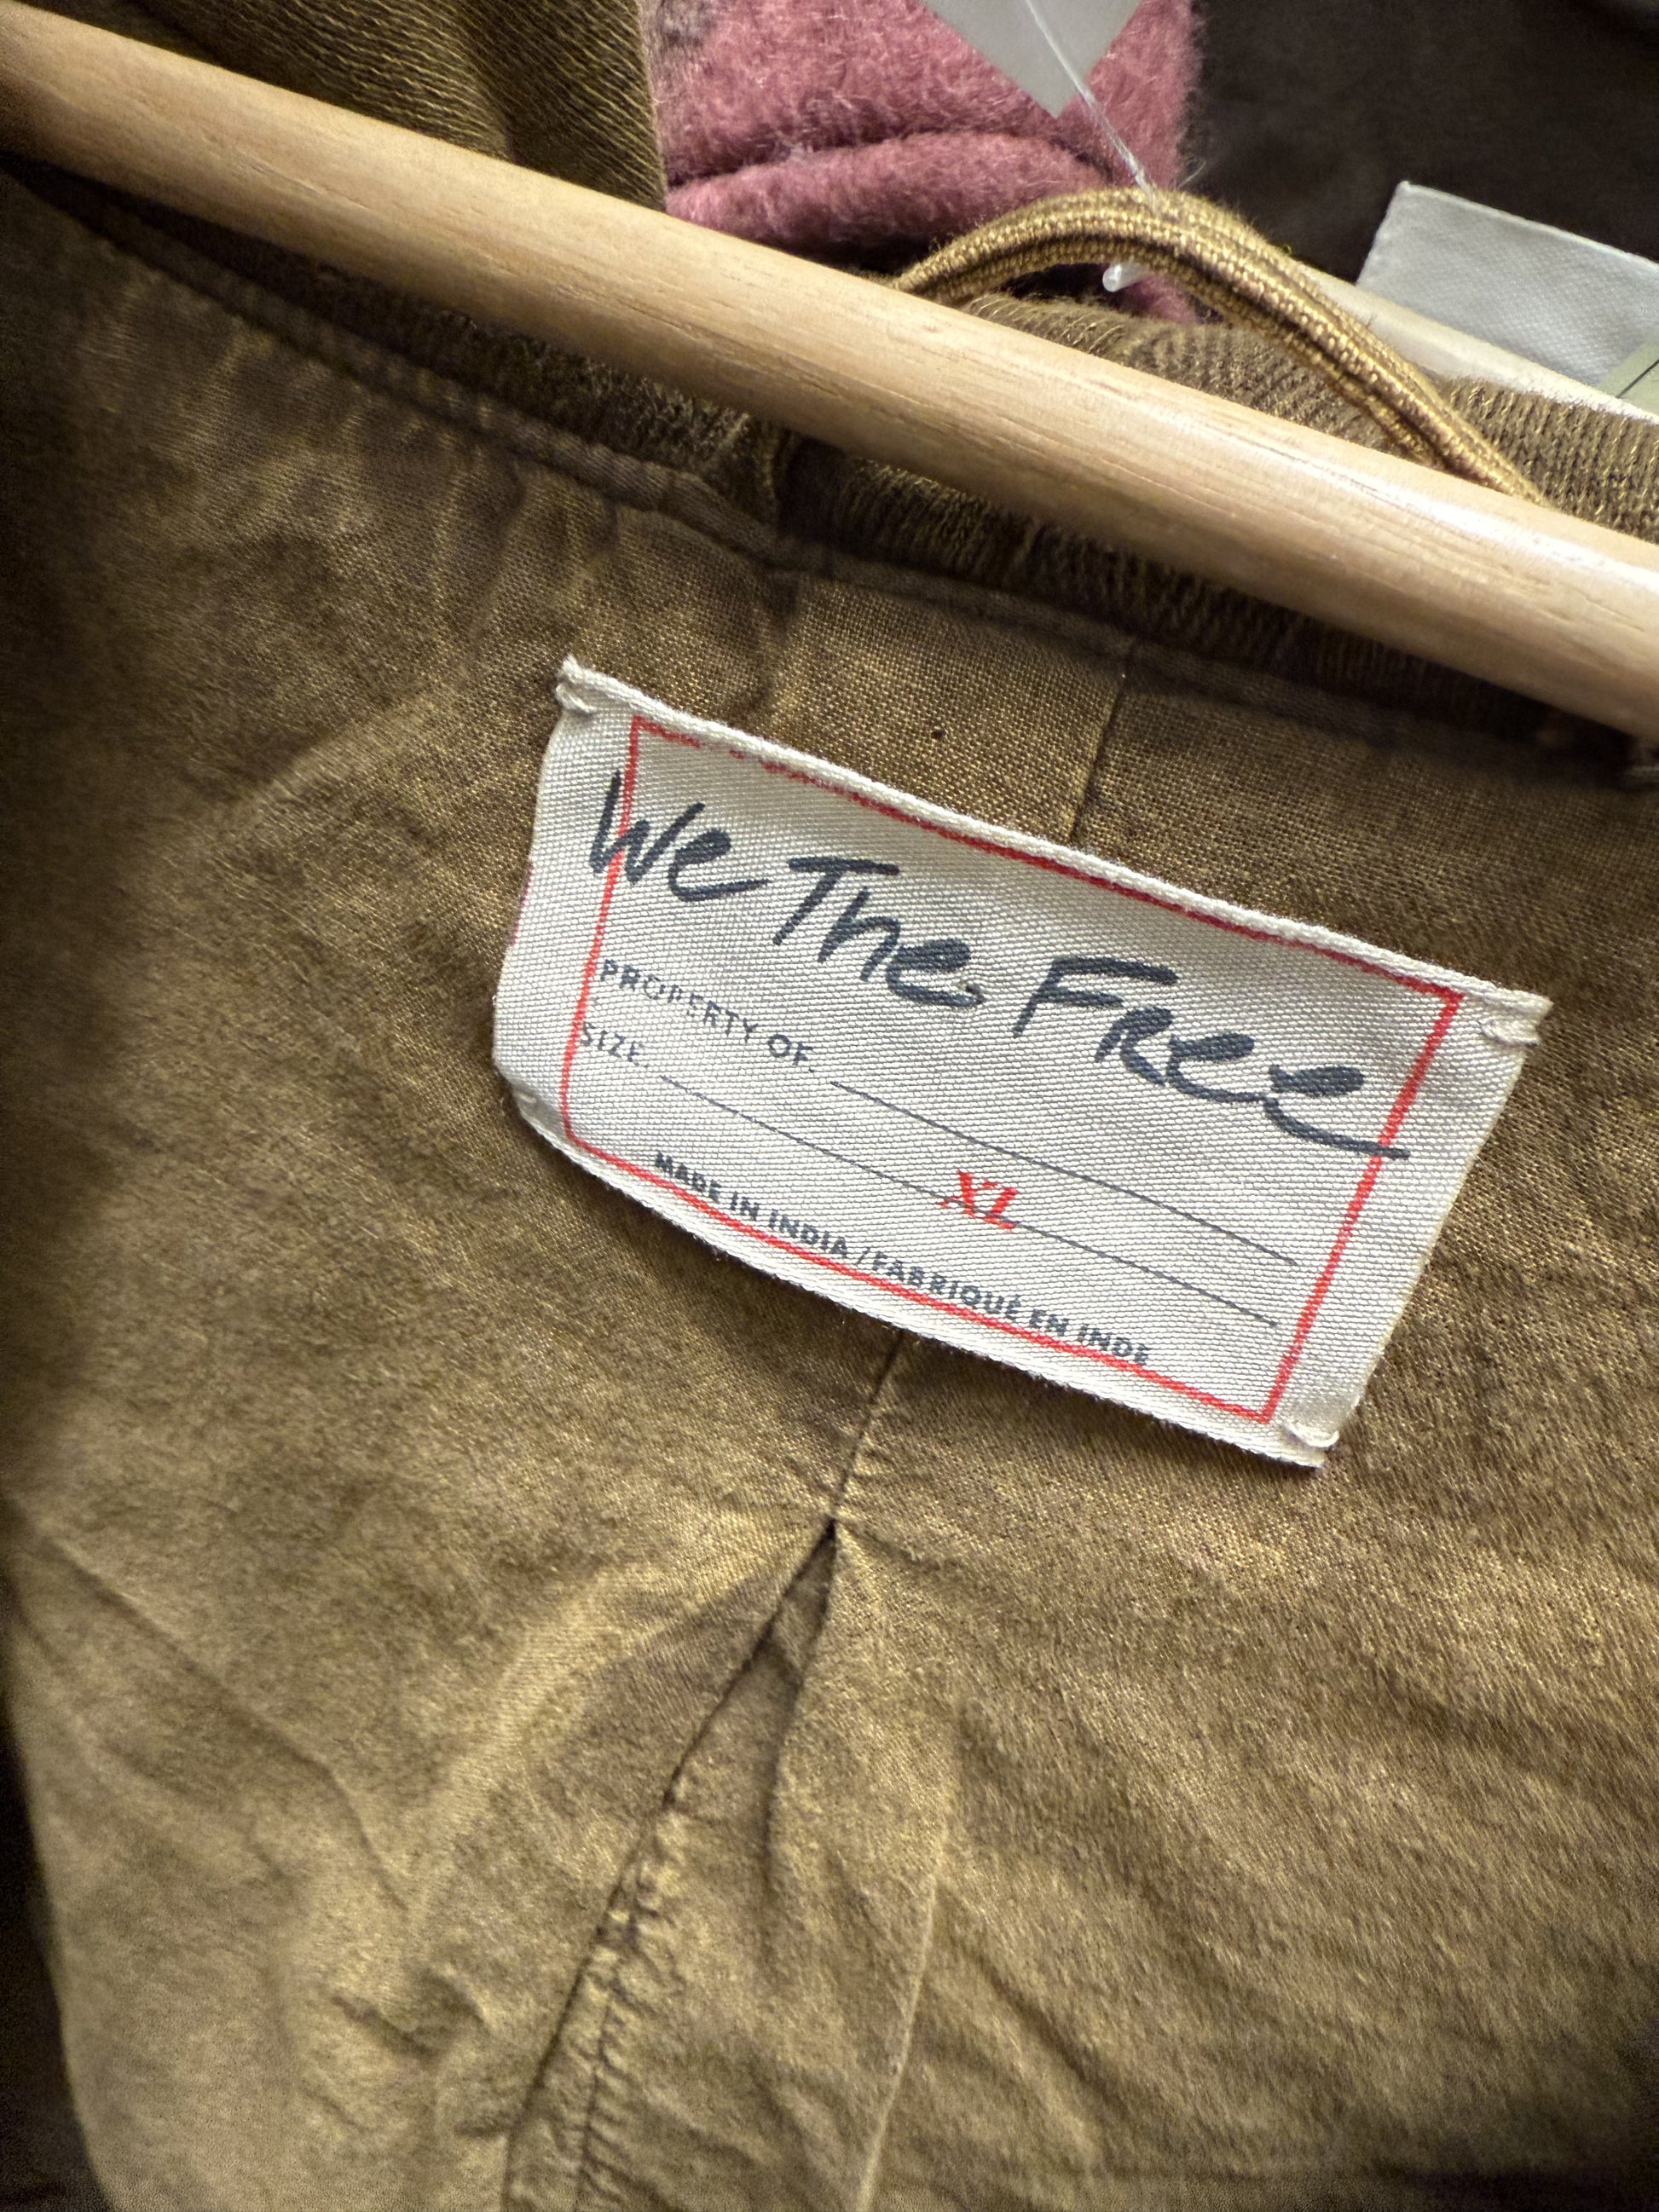 We The Free
PROPERTY OF.
SIZE. XL
MADE IN INDIA / FABRIQUÉ EN INDE